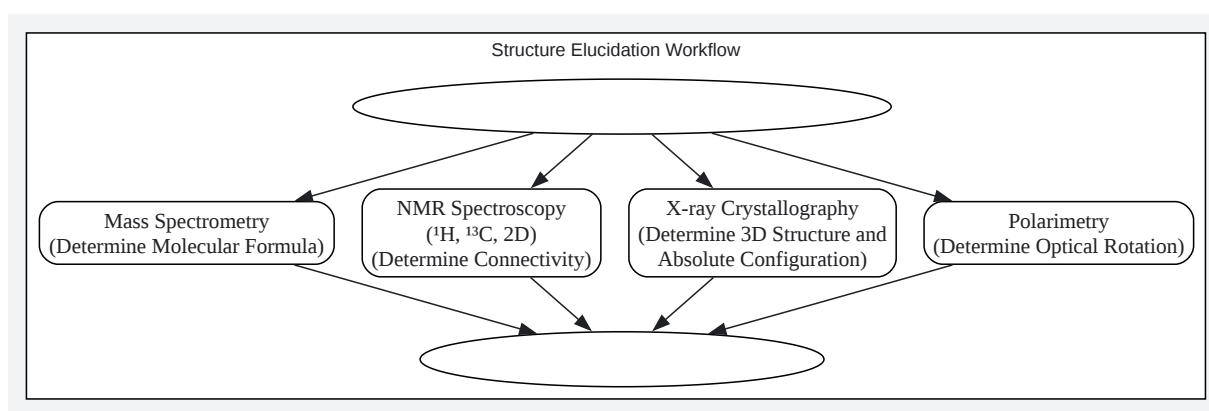 Structure Elucidation Workflow
Mass Spectrometry
(Determine Molecular Formula)
NMR Spectroscopy
(¹H, ¹³C, 2D)
(Determine Connectivity)
X-ray Crystallography
(Determine 3D Structure and
Absolute Configuration)
Polarimetry
(Determine Optical Rotation)